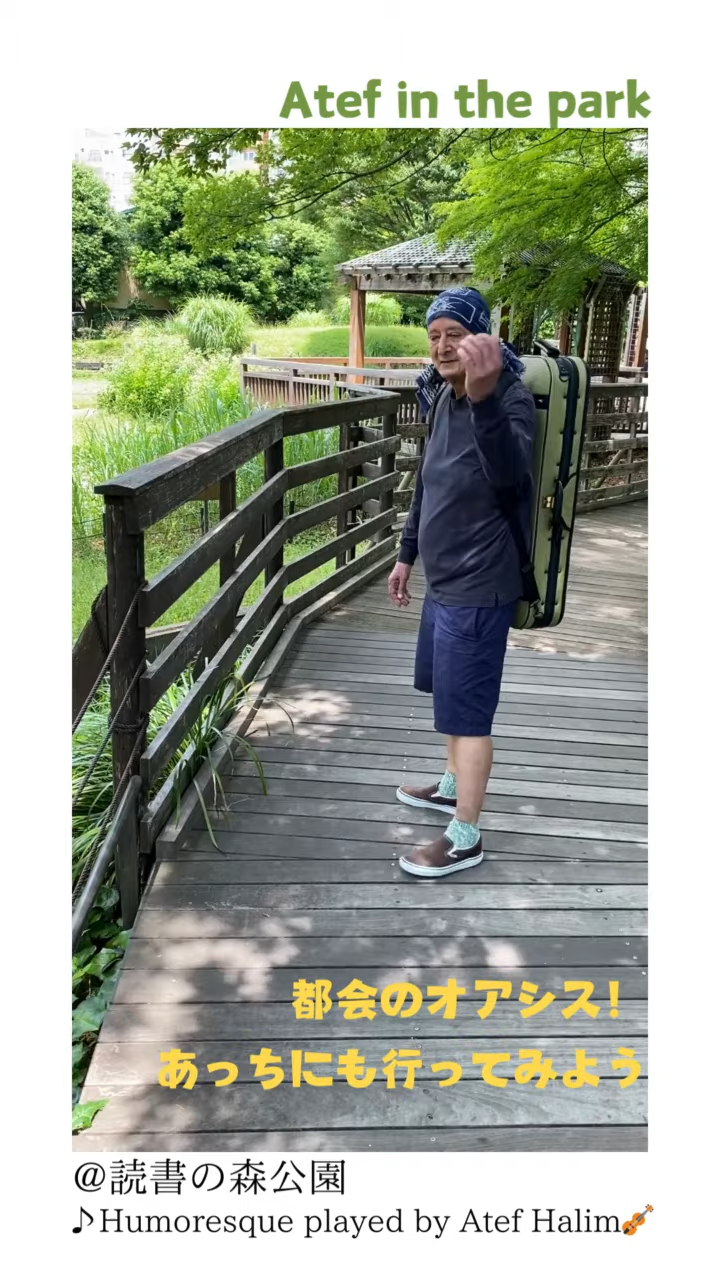 Atef in the park
都会のオアシス!
あっちにも行ってみよう
@読書の森公園
♪Humoresque played by Atef Halim🎻